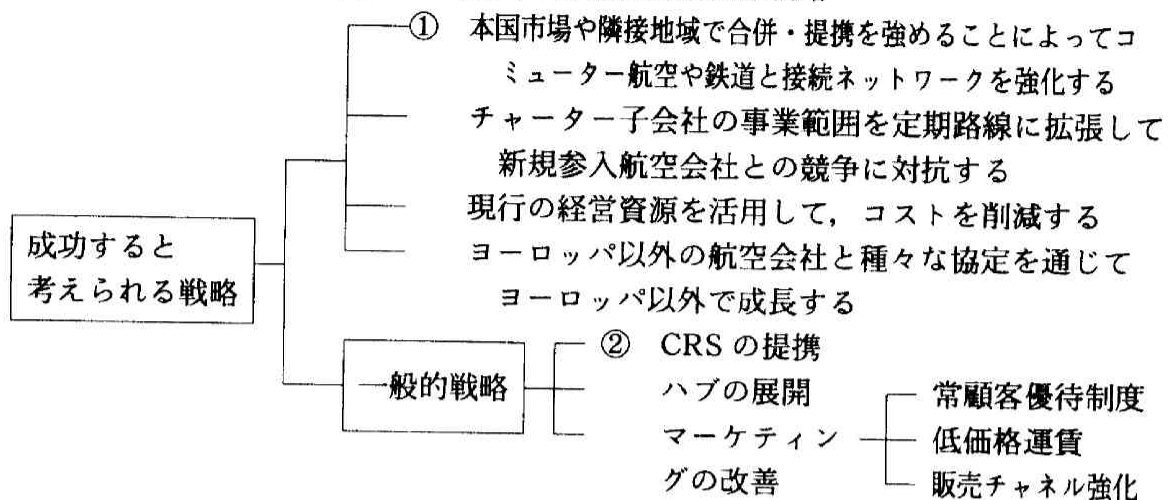 ① 本国市場や隣接地域で合併・提携を強めることによってコ
ミューター航空や鉄道と接続ネットワークを強化する
チャーター子会社の事業範囲を定期路線に拡張して
新規参入航空会社との競争に対抗する
現行の経営資源を活用して，コストを削減する
ヨーロッパ以外の航空会社と種々な協定を通じて
ヨーロッパ以外で成長する
成功すると
考えられる戦略
一般的戦略
② CRSの提携
ハブの展開
マーケティン
グの改善
常顧客優待制度
低価格運賃
販売チャネル強化